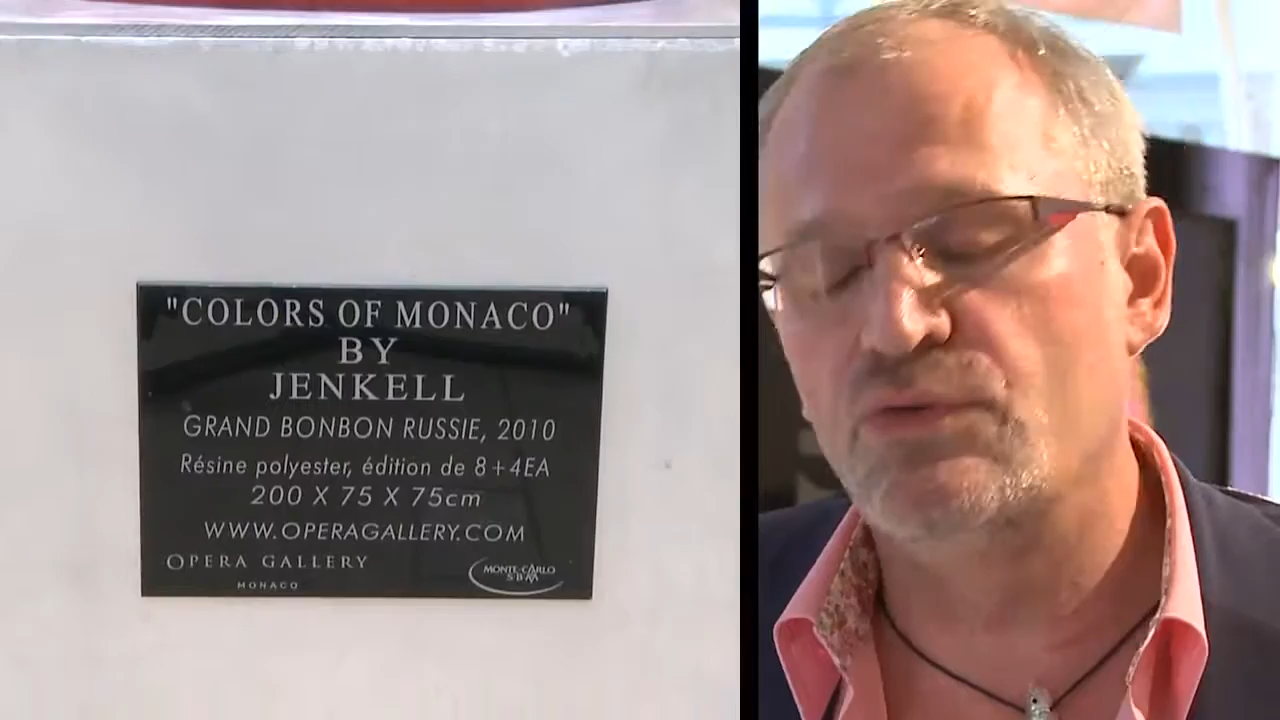 "COLORS OF MONACO"
BY
JENKELL
GRAND BONBON RUSSIE, 2010
Résine polyester, édition de 8+4EA
200 X 75 X 75cm
WWW.OPERAGALLERY.COM
OPERA GALLERY
MONACO
MONTE-CARLO
SBM